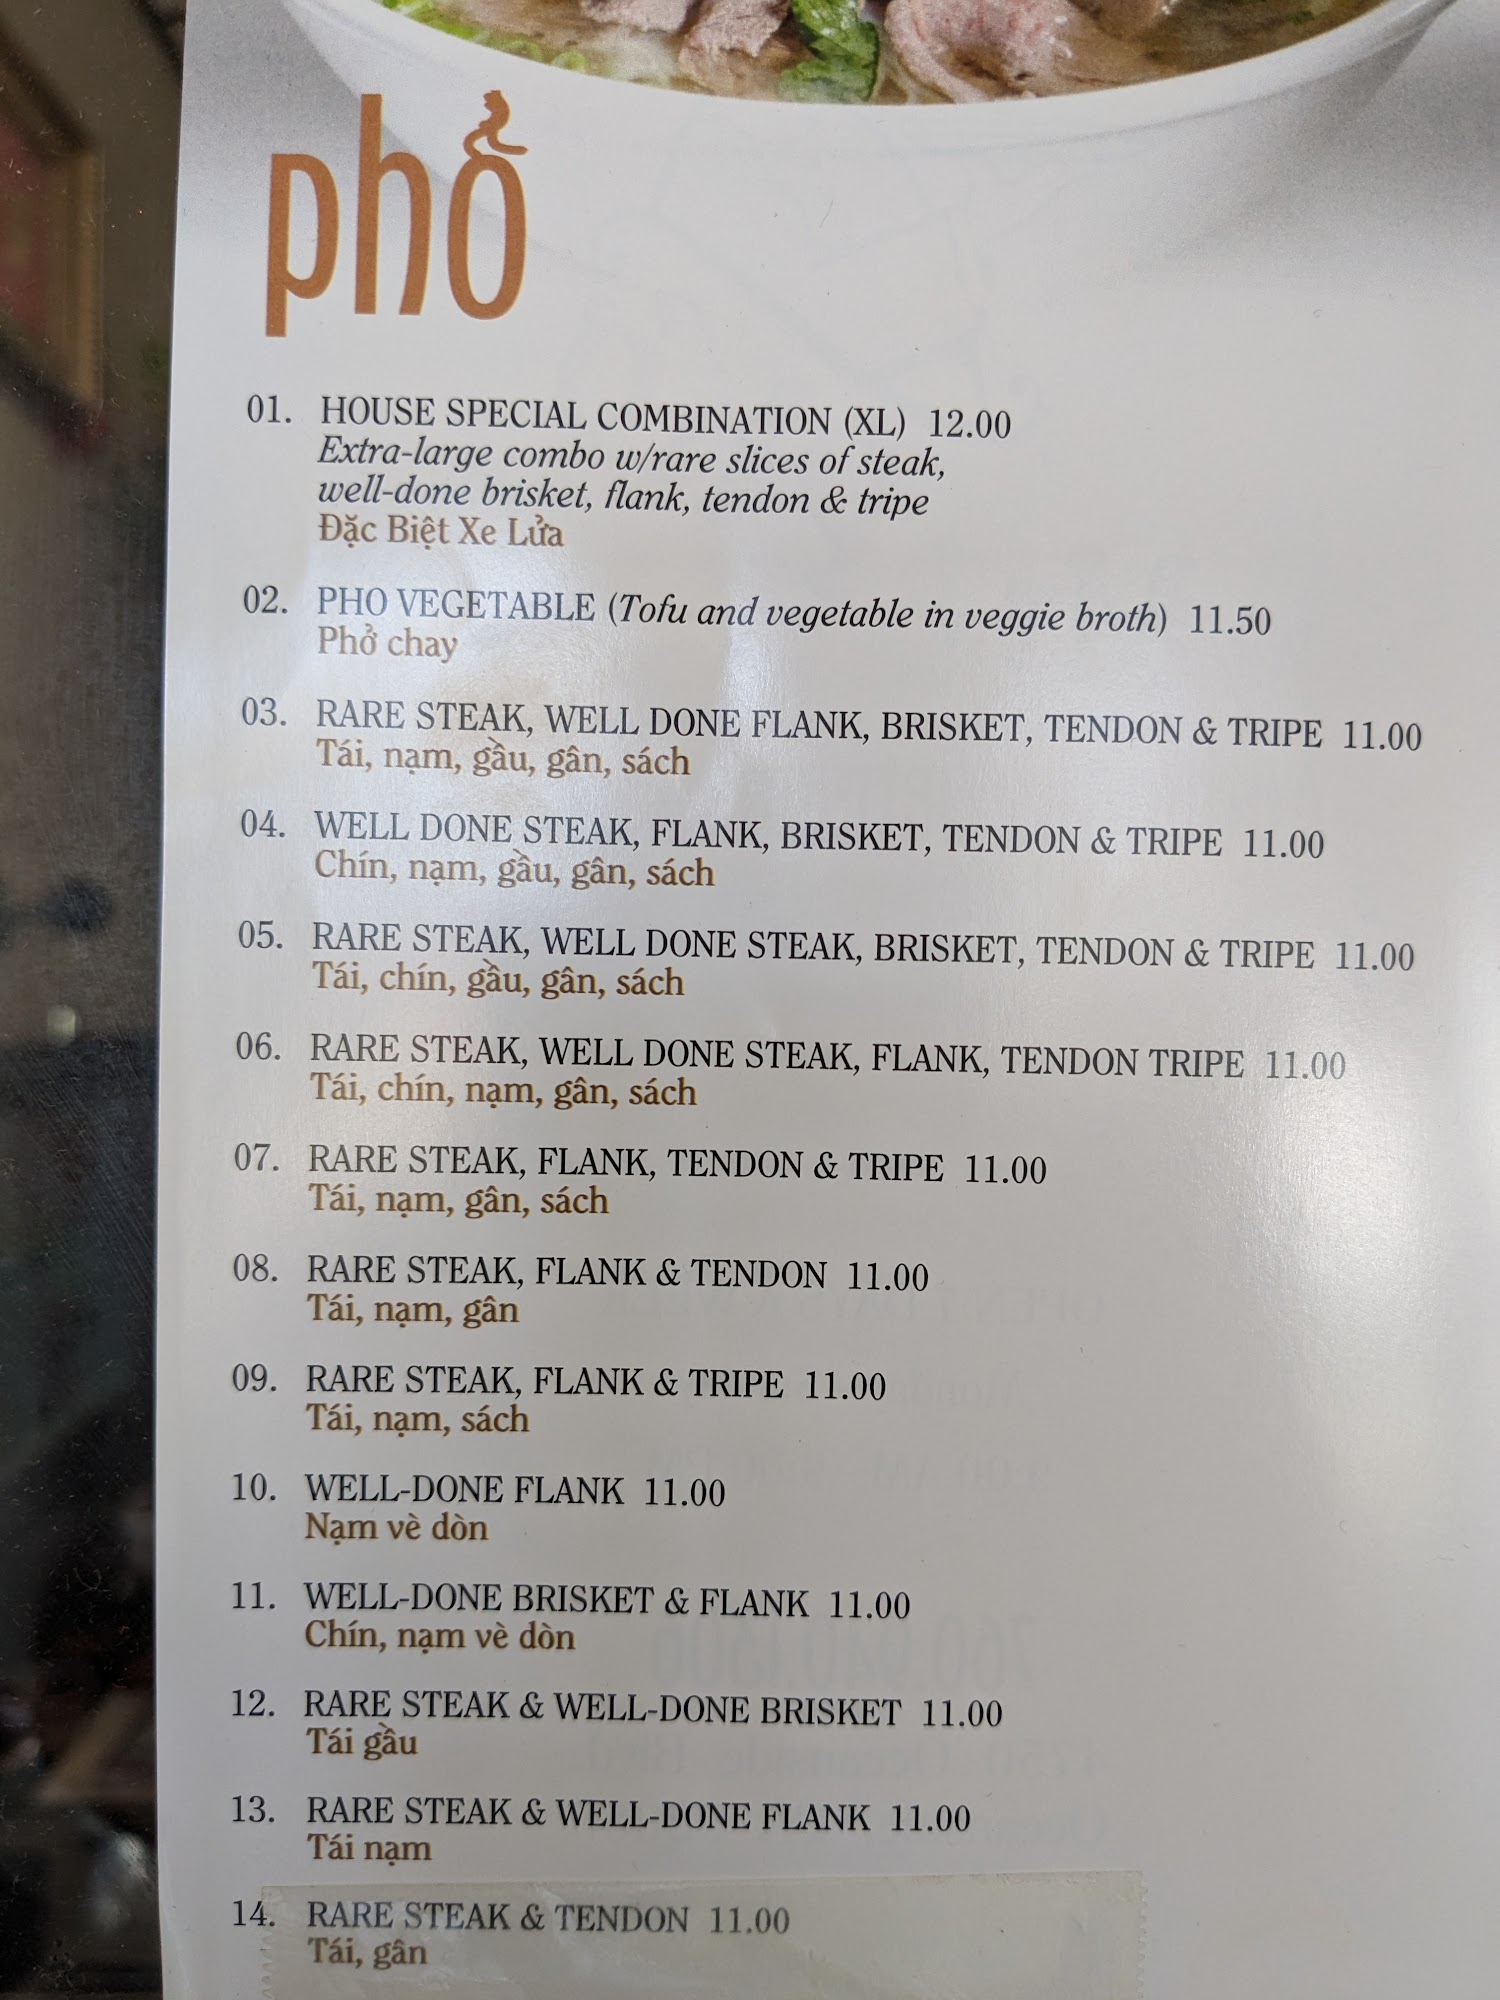 phở
01. HOUSE SPECIAL COMBINATION (XL) 12.00
Extra-large combo w/rare slices of steak,
well-done brisket, flank, tendon & tripe
Đặc Biệt Xe Lửa
02. PHO VEGETABLE (Tofu and vegetable in veggie broth) 11.50
Phở chay
03. RARE STEAK, WELL DONE FLANK, BRISKET, TENDON & TRIPE 11.00
Tái, nạm, gầu, gân, sách
04. WELL DONE STEAK, FLANK, BRISKET, TENDON & TRIPE 11.00
Chín, nạm, gầu, gân, sách
05. RARE STEAK, WELL DONE STEAK, BRISKET, TENDON & TRIPE 11.00
Tái, chín, gầu, gân, sách
06. RARE STEAK, WELL DONE STEAK, FLANK, TENDON TRIPE 11.00
Tái, chín, nạm, gân, sách
07. RARE STEAK, FLANK, TENDON & TRIPE 11.00
Tái, nạm, gân, sách
08. RARE STEAK, FLANK & TENDON 11.00
Tái, nạm, gân
09. RARE STEAK, FLANK & TRIPE 11.00
Tái, nạm, sách
10. WELL-DONE FLANK 11.00
Nạm vè dòn
11. WELL-DONE BRISKET & FLANK 11.00
Chín, nạm vè dòn
12. RARE STEAK & WELL-DONE BRISKET 11.00
Tái gầu
13. RARE STEAK & WELL-DONE FLANK 11.00
Tái nạm
14. RARE STEAK & TENDON 11.00
Tái, gân